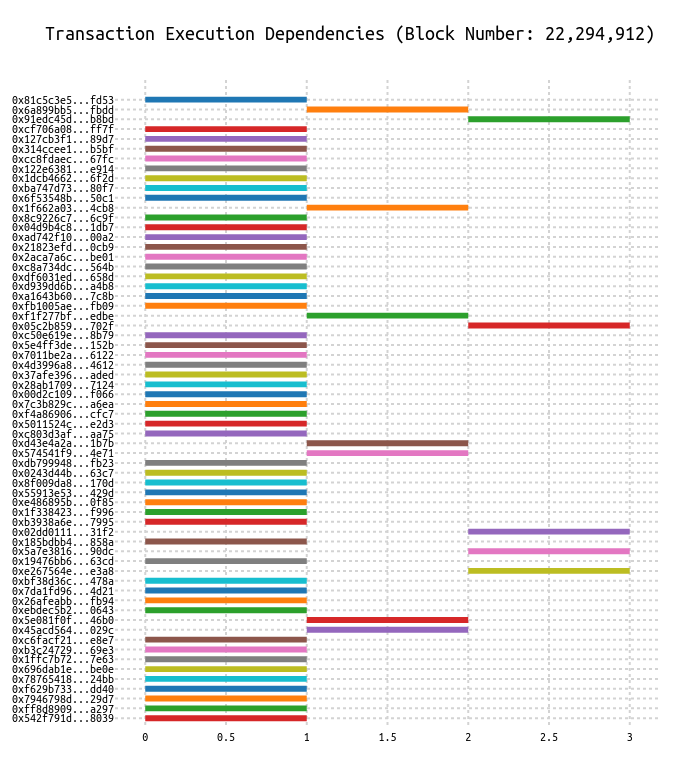 Transaction Execution Dependencies (Block Number: 22,294,912)
0x81c5c3e5...fd53
0x6a899bb5...fbdd
0x91edc45d...b8bd
0xcf706a08...ff7f
0x127cb3f1...89d7
0x314ccee1...b5bf
0xcc8fdaec...67fc
0x122e6381...e914
0x1dcb4662...6f2d
0xba747d73...80f7
0x6f53548b...50c1
0x1f662a03...4cb8
0x8c9226c7...6c9f
0x04d9b4c8...1db7
0xad742f10...00a2
0x21823efd...0cb9
0x2aca7a6c...be01
0xc8a734dc...564b
0xdf6031ed...658d
0xd939dd6b...a4b8
0xa1643b60...7c8b
0xfb1005ae...fb09
0xf1f277bf...edbe
0x05c2b859...702f
0xc50e619e...8b79
0x5e4ff3de...152b
0x7011be2a...6122
0x4d3996a8...4612
0x37afe396...aded
0x28ab1709...7124
0x00d2c109...f066
0x7c3b829c...a6ea
0xf4a86906...cfc7
0x5011524c...e2d3
0xc803d3af...aa75
0xd43e4a2a...1b7b
0x574541f9...4e71
0xdb799948...fb23
0x0243d44b...63c7
0x8f009da8...170d
0x55913e53...429d
0xe486895b...0f85
0x1f338423...f996
0xb3938a6e...7995
0x02dd0111...31f2
0x185bdbb4...858a
0x5a7e3816...90dc
0x19476bb6...63cd
0xe267564e...e3a8
0xbf38d36c...478a
0x7da1fd96...4d21
0x26afeabb...fb94
0xebdec5b2...0643
0x5e081f0f...46b0
0x45acd564...029c
0xc6facf21...e8e7
0xb3c24729...69e3
0x1ffc7b72...7e63
0x696dab1e...be0e
0x78765418...24bb
0xf629b733...dd40
0x7946798d...29d7
0xff8d8909...a297
0x542f791d...8039
0 0.5 1 1.5 2 2.5 3